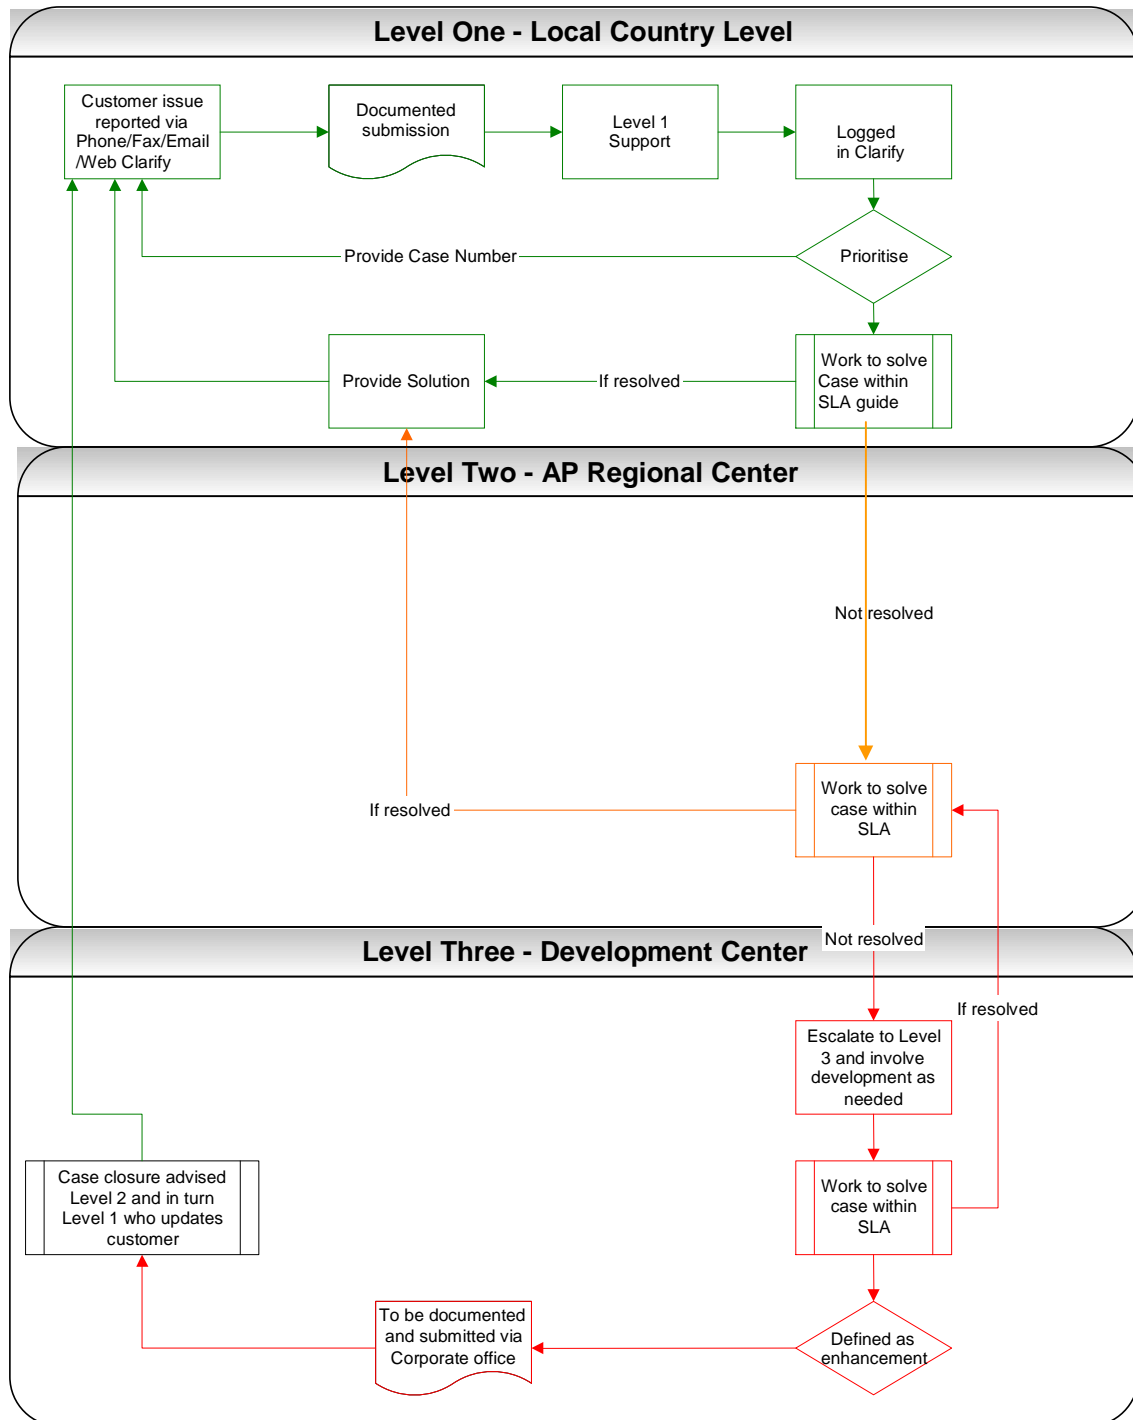 Level One - Local Country Level
Customer issue
reported via
Phone/Fax/Email
/Web Clarify
Documented
submission
Level 1
Support
Logged
in Clarify
Provide Case Number
Prioritise
Provide Solution
If resolved
Work to solve
Case within
SLA guide
Level Two - AP Regional Center
Not resolved
If resolved
Work to solve
case within
SLA
Not resolved
Level Three - Development Center
If resolved
Escalate to Level
3 and involve
development as
needed
Case closure advised
Level 2 and in turn
Level 1 who updates
customer
Work to solve
case within
SLA
To be documented
and submitted via
Corporate office
Defined as
enhancement